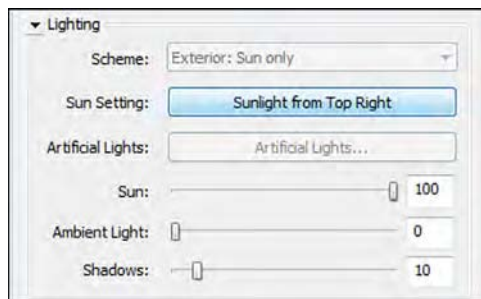 Lighting
Scheme: Exterior: Sun only
Sun Setting: Sunlight from Top Right
Artificial Lights: Artificial Lights...
Sun: 100
Ambient Light: 0
Shadows: 10